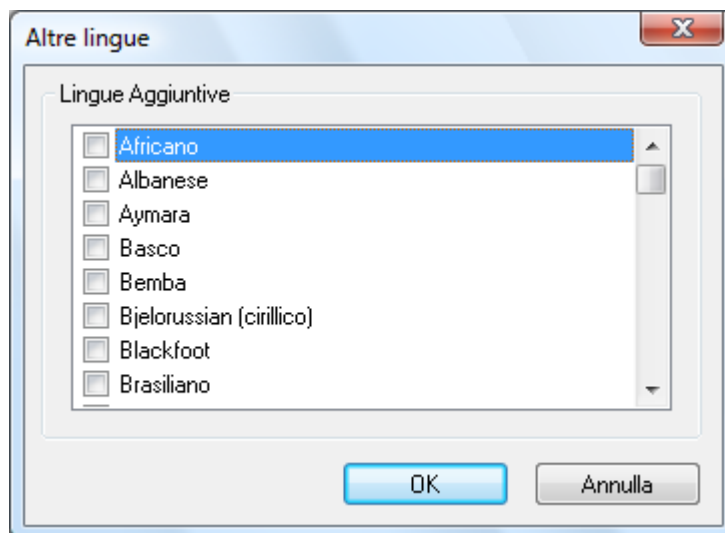 Altre lingue
Lingue Aggiuntive
Africano
Albanese
Aymara
Basco
Bemba
Bjelorussian (cirillico)
Blackfoot
Brasiliano
OK Annulla